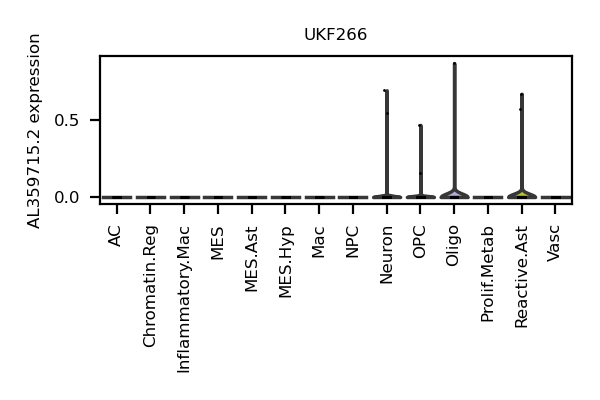 UKF266
AL359715.2 expression
0.5
0.0
AC
Chromatin.Reg
Inflammatory.Mac
MES
MES.Ast
MES.Hyp
Mac
NPC
Neuron
OPC
Oligo
Prolif.Metab
Reactive.Ast
Vasc